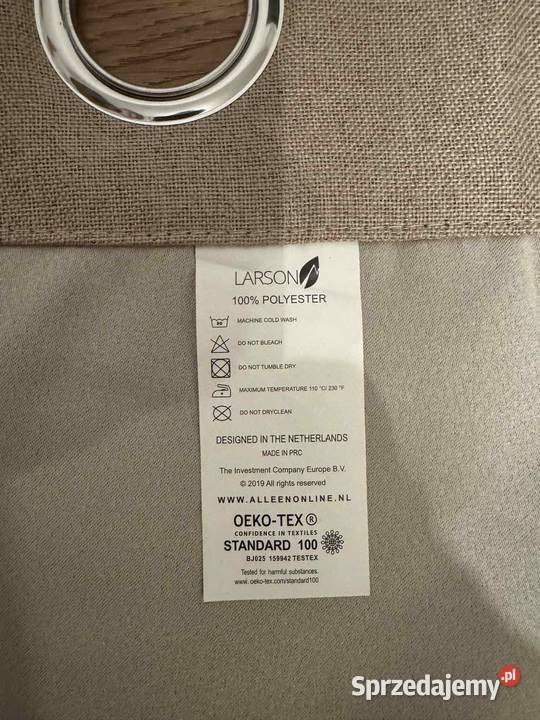 LARSON
100% POLYESTER
30
MACHINE COLD WASH
DO NOT BLEACH
DO NOT TUMBLE DRY
MAXIMUM TEMPERATURE 110 °C/ 230 °F
DO NOT DRYCLEAN
DESIGNED IN THE NETHERLANDS
MADE IN PRC
The Investment Company Europe B.V.
© 2019 All rights reserved
WWW.ALLEENONLINE.NL
OEKO-TEX®
CONFIDENCE IN TEXTILES
STANDARD 100
BJ025 159942 TESTEX
Tested for harmful substances.
www.oeko-tex.com/standard100
Sprzedajemy.pl